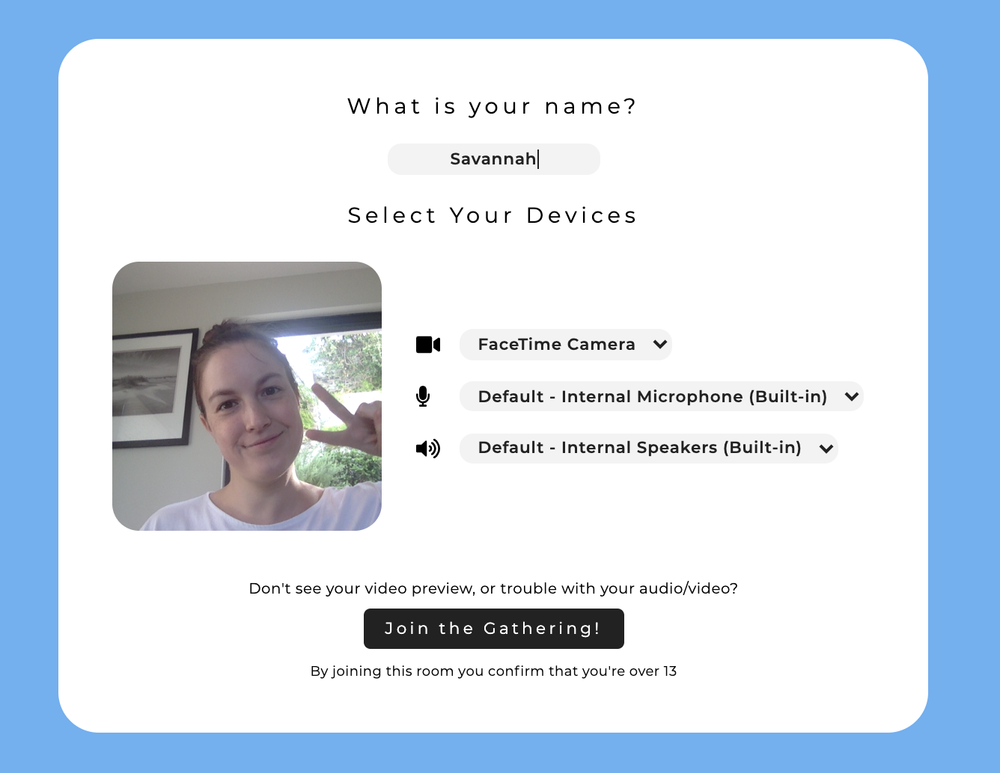 What is your name?
Savannah
Select Your Devices
FaceTime Camera
Default - Internal Microphone (Built-in)
Default - Internal Speakers (Built-in)
Don't see your video preview, or trouble with your audio/video?
Join the Gathering!
By joining this room you confirm that you're over 13